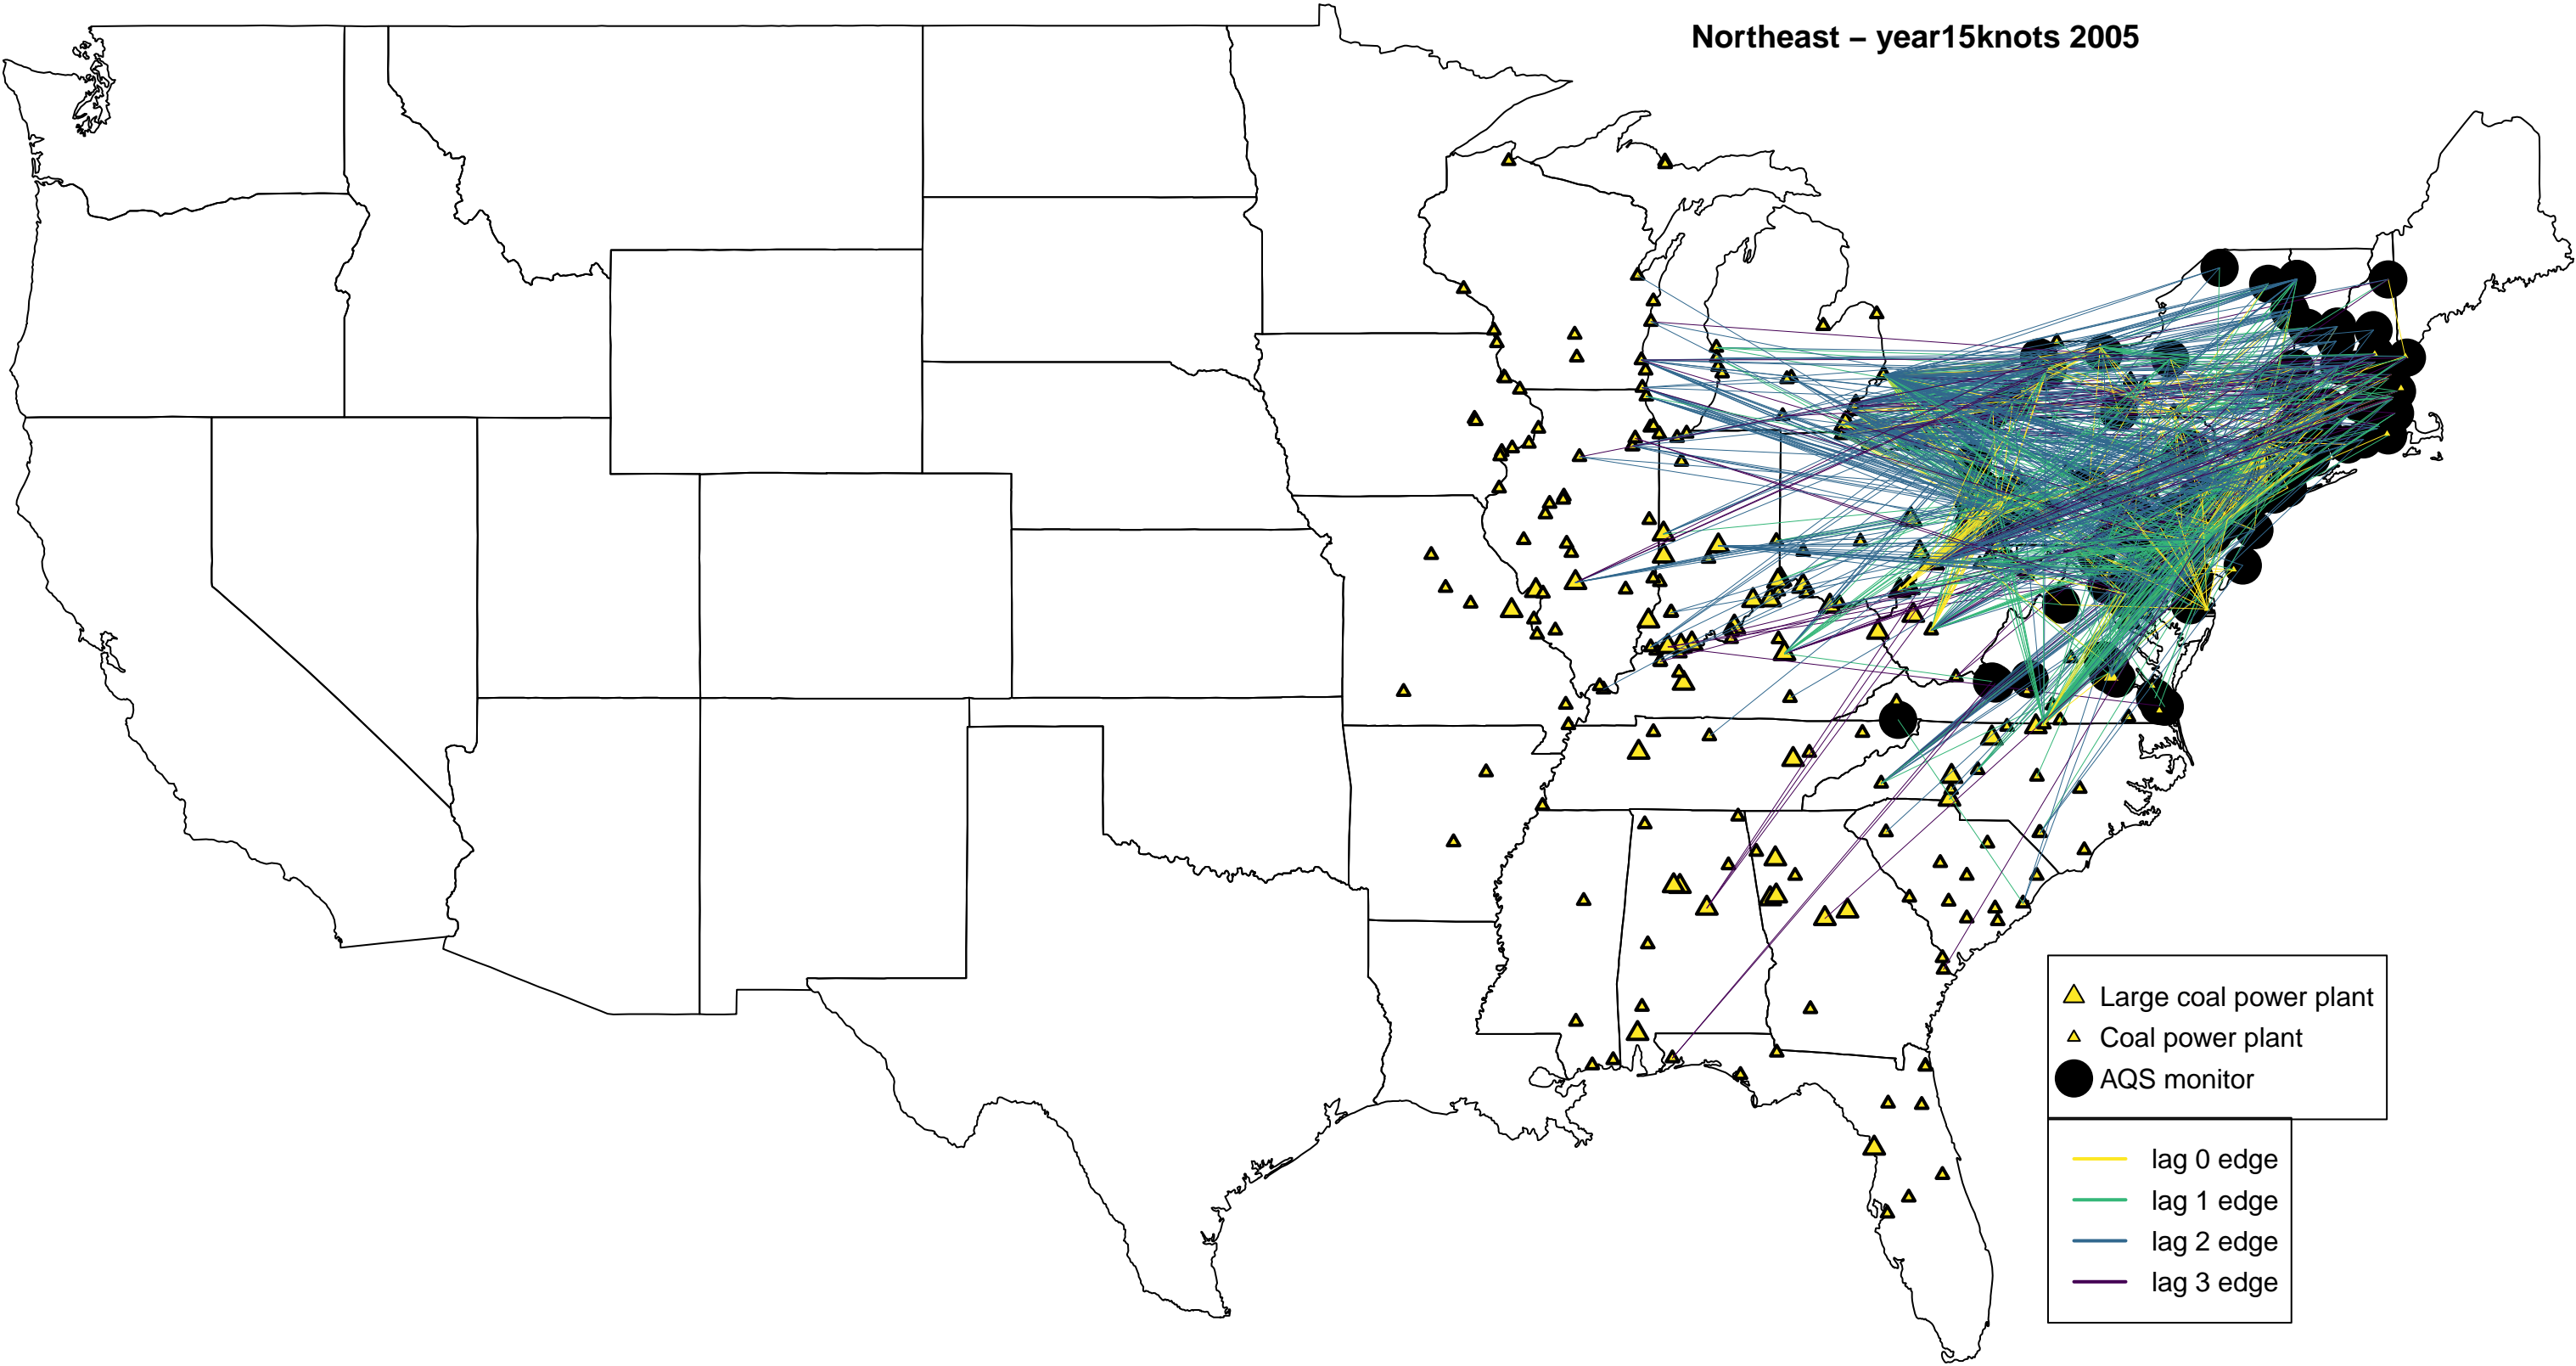 Northeast – year15knots 2005
Large coal power plant
Coal power plant
AQS monitor
lag 0 edge
lag 1 edge
lag 2 edge
lag 3 edge